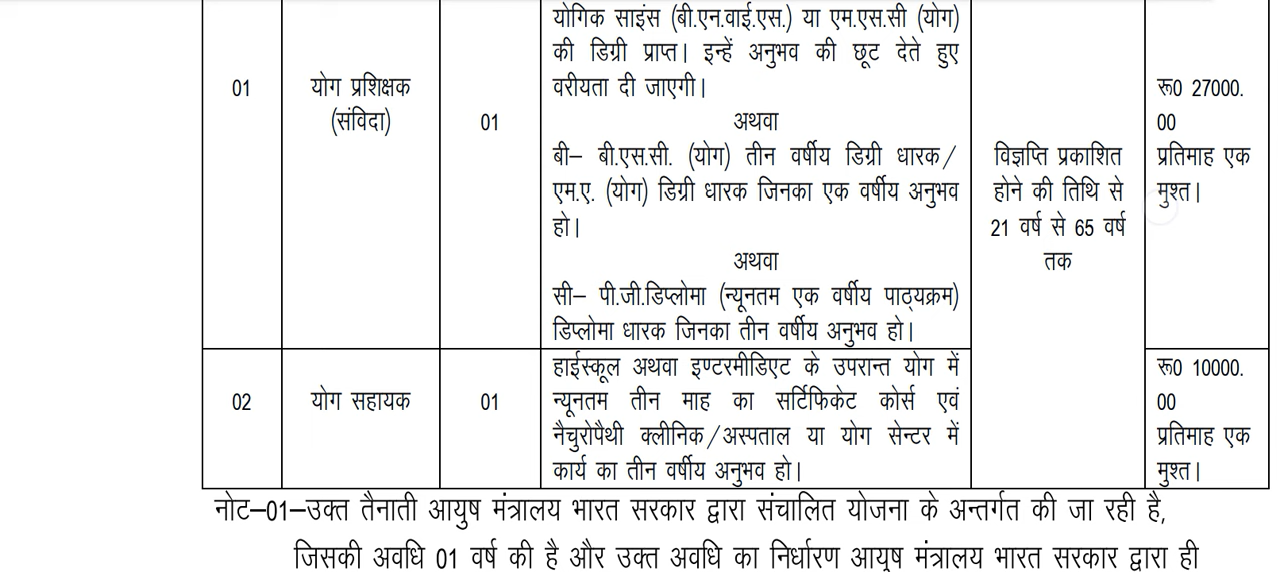 योगिक साइंस (बी.एन.वाई.एस.) या एम.एस.सी (योग)
की डिग्री प्राप्त। इन्हें अनुभव की छूट देते हुए
01
योग प्रशिक्षक
(संविदा)
01
वरीयता दी जाएगी।
अथवा
बी– बी.एस.सी. (योग) तीन वर्षीय डिग्री धारक/
एम.ए. (योग) डिग्री धारक जिनका एक वर्षीय अनुभव
हो।
अथवा
सी– पी.जी.डिप्लोमा (न्यूनतम एक वर्षीय पाठ्यक्रम)
डिप्लोमा धारक जिनका तीन वर्षीय अनुभव हो।
विज्ञप्ति प्रकाशित
होने की तिथि से
21 वर्ष से 65 वर्ष
तक
रू0 27000.
00
प्रतिमाह एक
मुश्त।
02
योग सहायक
01
हाईस्कूल अथवा इण्टरमीडिएट के उपरान्त योग में
न्यूनतम तीन माह का सर्टिफिकेट कोर्स एवं
नैचुरोपैथी क्लीनिक/अस्पताल या योग सेन्टर में
कार्य का तीन वर्षीय अनुभव हो।
रू0 10000.
00
प्रतिमाह एक
मुश्त।
नोट–01–उक्त तैनाती आयुष मंत्रालय भारत सरकार द्वारा संचालित योजना के अन्तर्गत की जा रही है,
जिसकी अवधि 01 वर्ष की है और उक्त अवधि का निर्धारण आयुष मंत्रालय भारत सरकार द्वारा ही